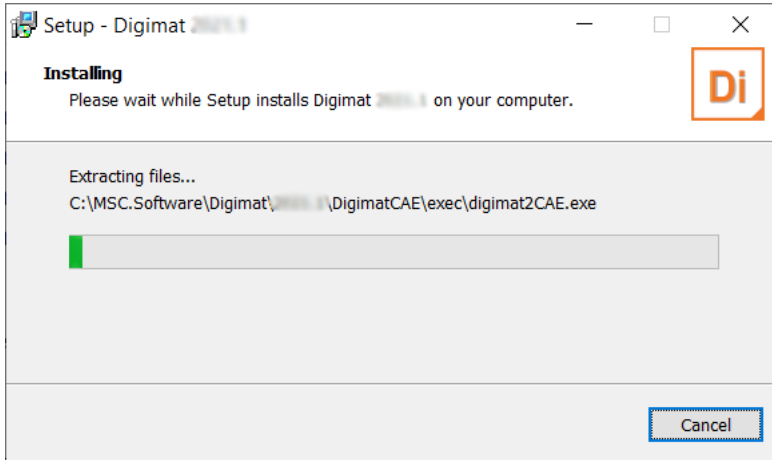 Setup - Digimat
Installing
Please wait while Setup installs Digimat on your computer.
Di
Extracting files...
C:\MSC.Software\Digimat\ \DigimatCAE\exec\digimat2CAE.exe
Cancel